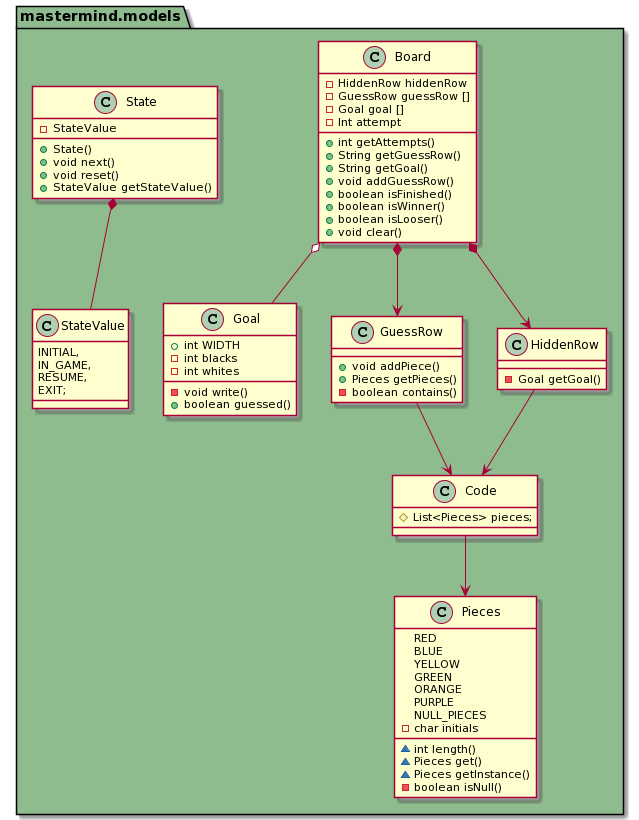 mastermind.models
C State
StateValue
State()
void next()
void reset()
StateValue getStateValue()
C Board
HiddenRow hiddenRow
GuessRow guessRow []
Goal goal []
Int attempt
int getAttempts()
String getGuessRow()
String getGoal()
void addGuessRow()
boolean isFinished()
boolean isWinner()
boolean isLooser()
void clear()
C StateValue
INITIAL,
IN_GAME,
RESUME,
EXIT;
C Goal
int WIDTH
int blacks
int whites
void write()
boolean guessed()
C GuessRow
void addPiece()
Pieces getPieces()
boolean contains()
C HiddenRow
Goal getGoal()
C Code
List<Pieces> pieces;
C Pieces
RED
BLUE
YELLOW
GREEN
ORANGE
PURPLE
NULL_PIECES
char initials
int length()
Pieces get()
Pieces getInstance()
boolean isNull()